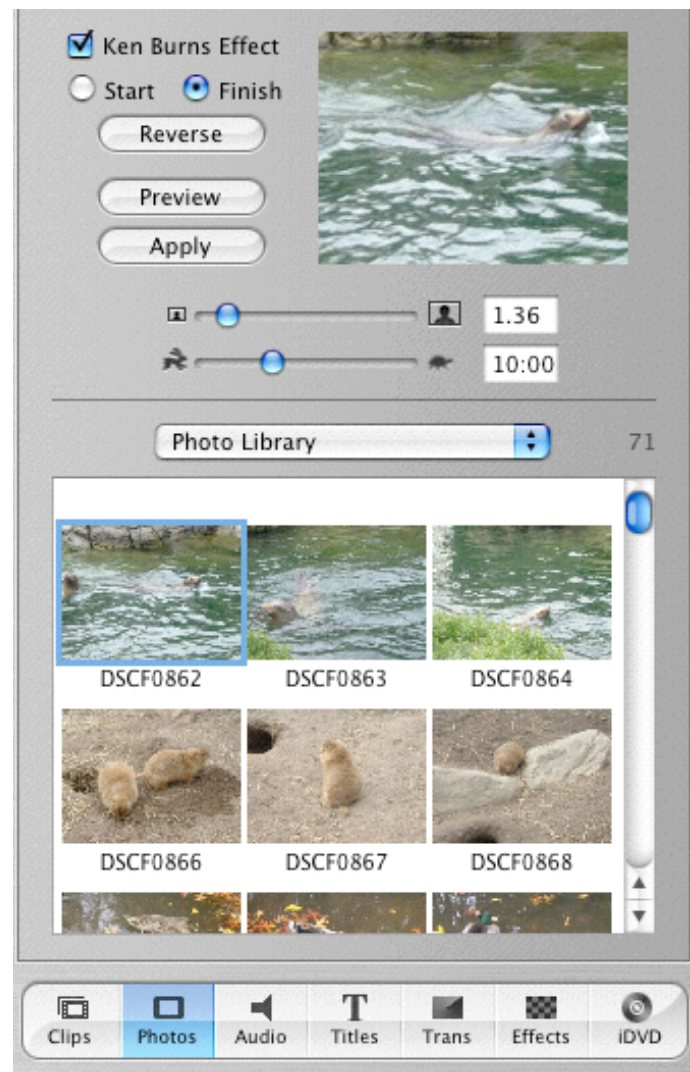 Ken Burns Effect
Start Finish
Reverse
Preview
Apply
1.36
10:00
Photo Library 71
DSCF0862 DSCF0863 DSCF0864
DSCF0866 DSCF0867 DSCF0868
Clips Photos Audio T Titles Trans Effects iDVD